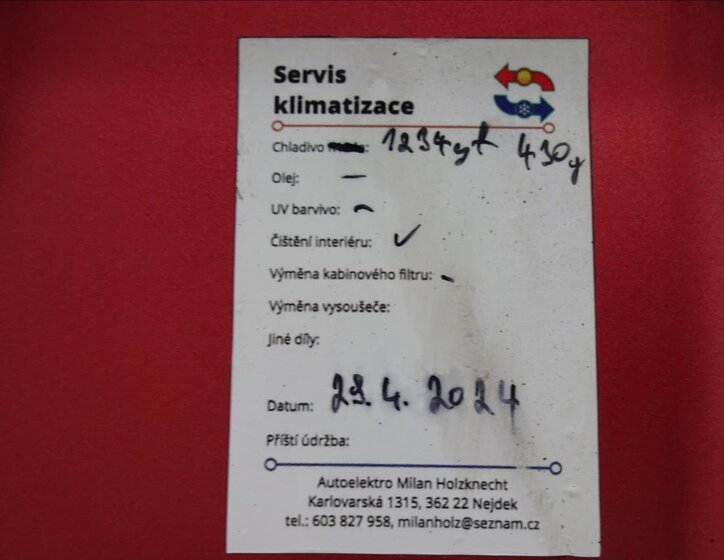 Servis
klimatizace
Chladivo : 1234yf 430g
Olej: —
UV barvivo: —
Čištění interiéru: ✓
Výměna kabinového filtru: -
Výměna vysoušeče:
Jiné díly:
Datum: 29.4.2024
Příští údržba:
Autoelektro Milan Holzknecht
Karlovarská 1315, 362 22 Nejdek
tel.: 603 827 958, milanholz@seznam.cz